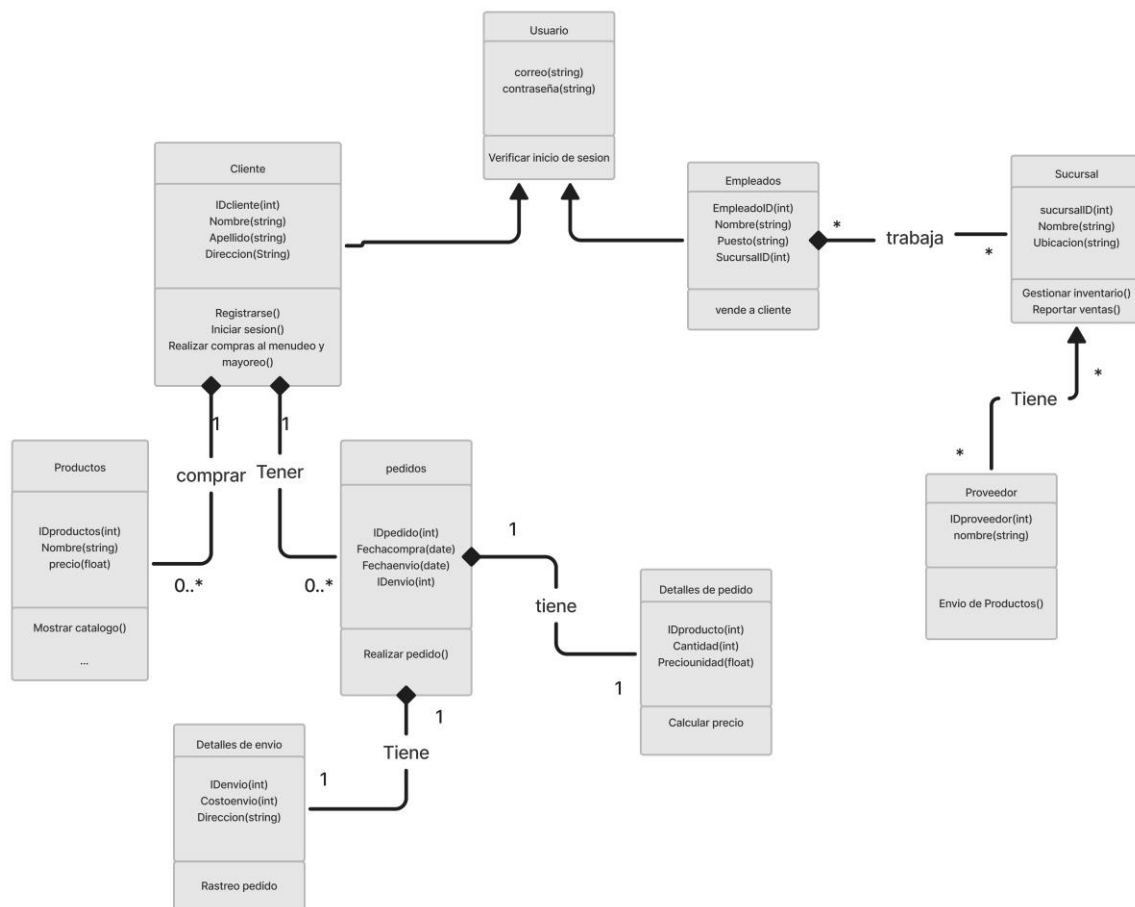 Usuario
correo(string)
contraseña(string)
Verificar inicio de sesion
Cliente
IDcliente(int)
Nombre(string)
Apellido(string)
Direccion(String)
Registrarse()
Iniciar sesion()
Realizar compras al menudeo y
mayoreo()
Empleados
EmpleadoID(int)
Nombre(string)
Puesto(string)
SucursalID(int)
vende a cliente
*
trabaja
*
Sucursal
sucursalID(int)
Nombre(string)
Ubicacion(string)
Gestionar inventario()
Reportar ventas()
*
Tiene
*
Proveedor
IDproveedor(int)
nombre(string)
Envio de Productos()
1
comprar
0..*
1
Tener
0..*
Productos
IDproductos(int)
Nombre(string)
precio(float)
Mostrar catalogo()
...
pedidos
IDpedido(int)
Fechacompra(date)
Fechaenvio(date)
IDenvio(int)
Realizar pedido()
1
tiene
1
Detalles de pedido
IDproducto(int)
Cantidad(int)
Preciounidad(float)
Calcular precio
1
Tiene
1
Detalles de envio
IDenvio(int)
Costoenvio(int)
Direccion(string)
Rastreo pedido